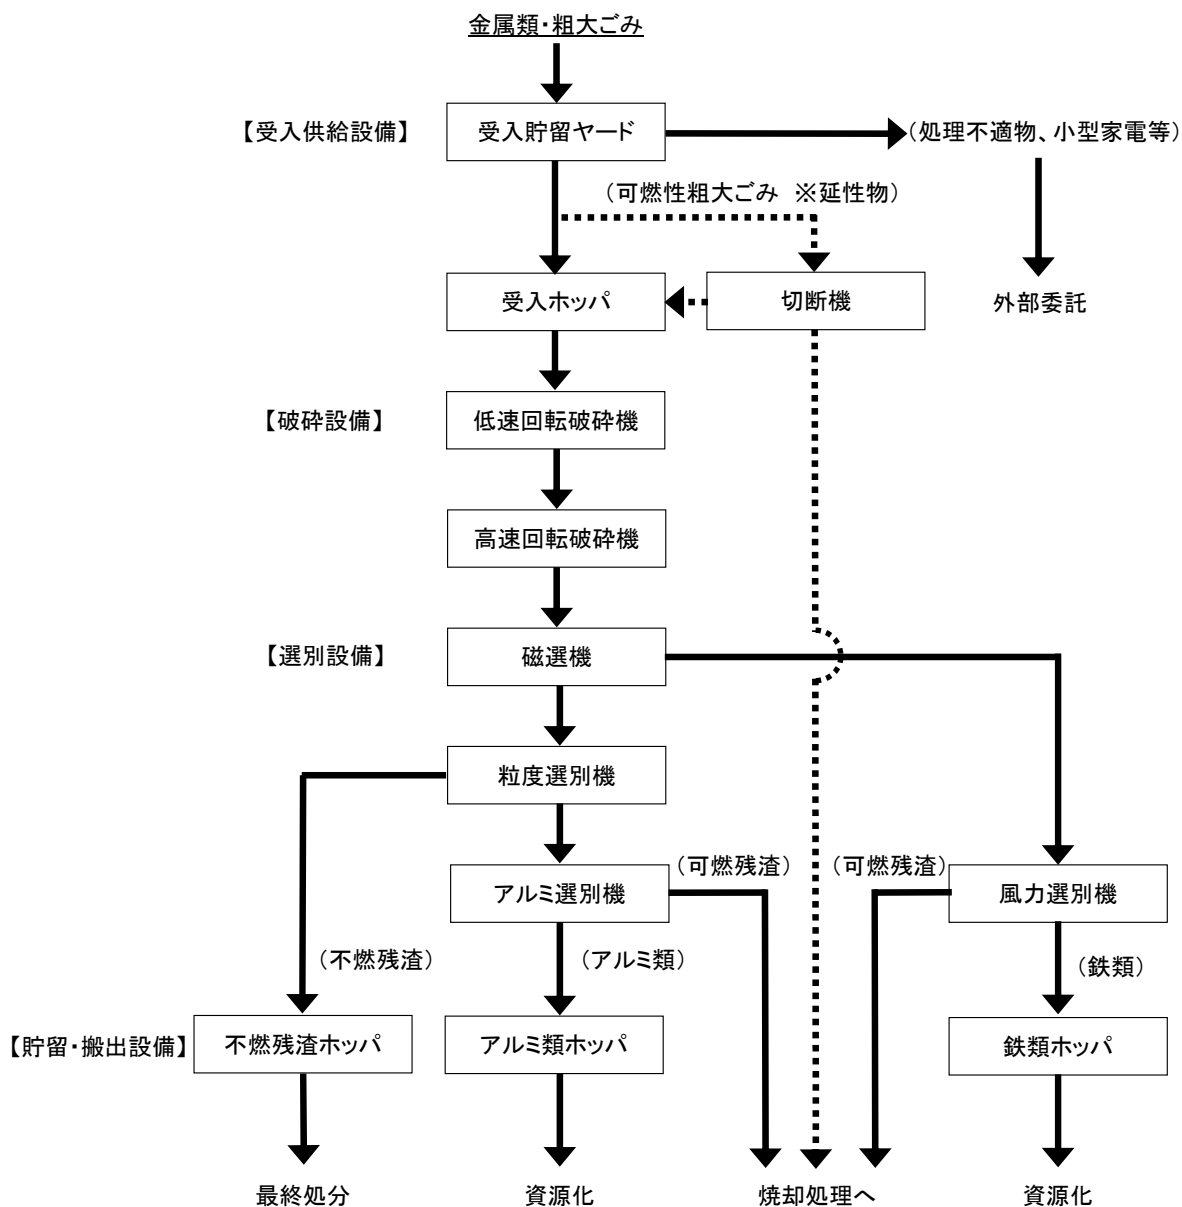 金属類・粗大ごみ
【受入供給設備】
受入貯留ヤード
(処理不適物、小型家電等)
(可燃性粗大ごみ ※延性物)
受入ホッパ
切断機
外部委託
【破砕設備】
低速回転破砕機
高速回転破砕機
【選別設備】
磁選機
粒度選別機
(可燃残渣)
(可燃残渣)
アルミ選別機
風力選別機
(不燃残渣)
(アルミ類)
(鉄類)
【貯留・搬出設備】
不燃残渣ホッパ
アルミ類ホッパ
鉄類ホッパ
最終処分
資源化
焼却処理へ
資源化